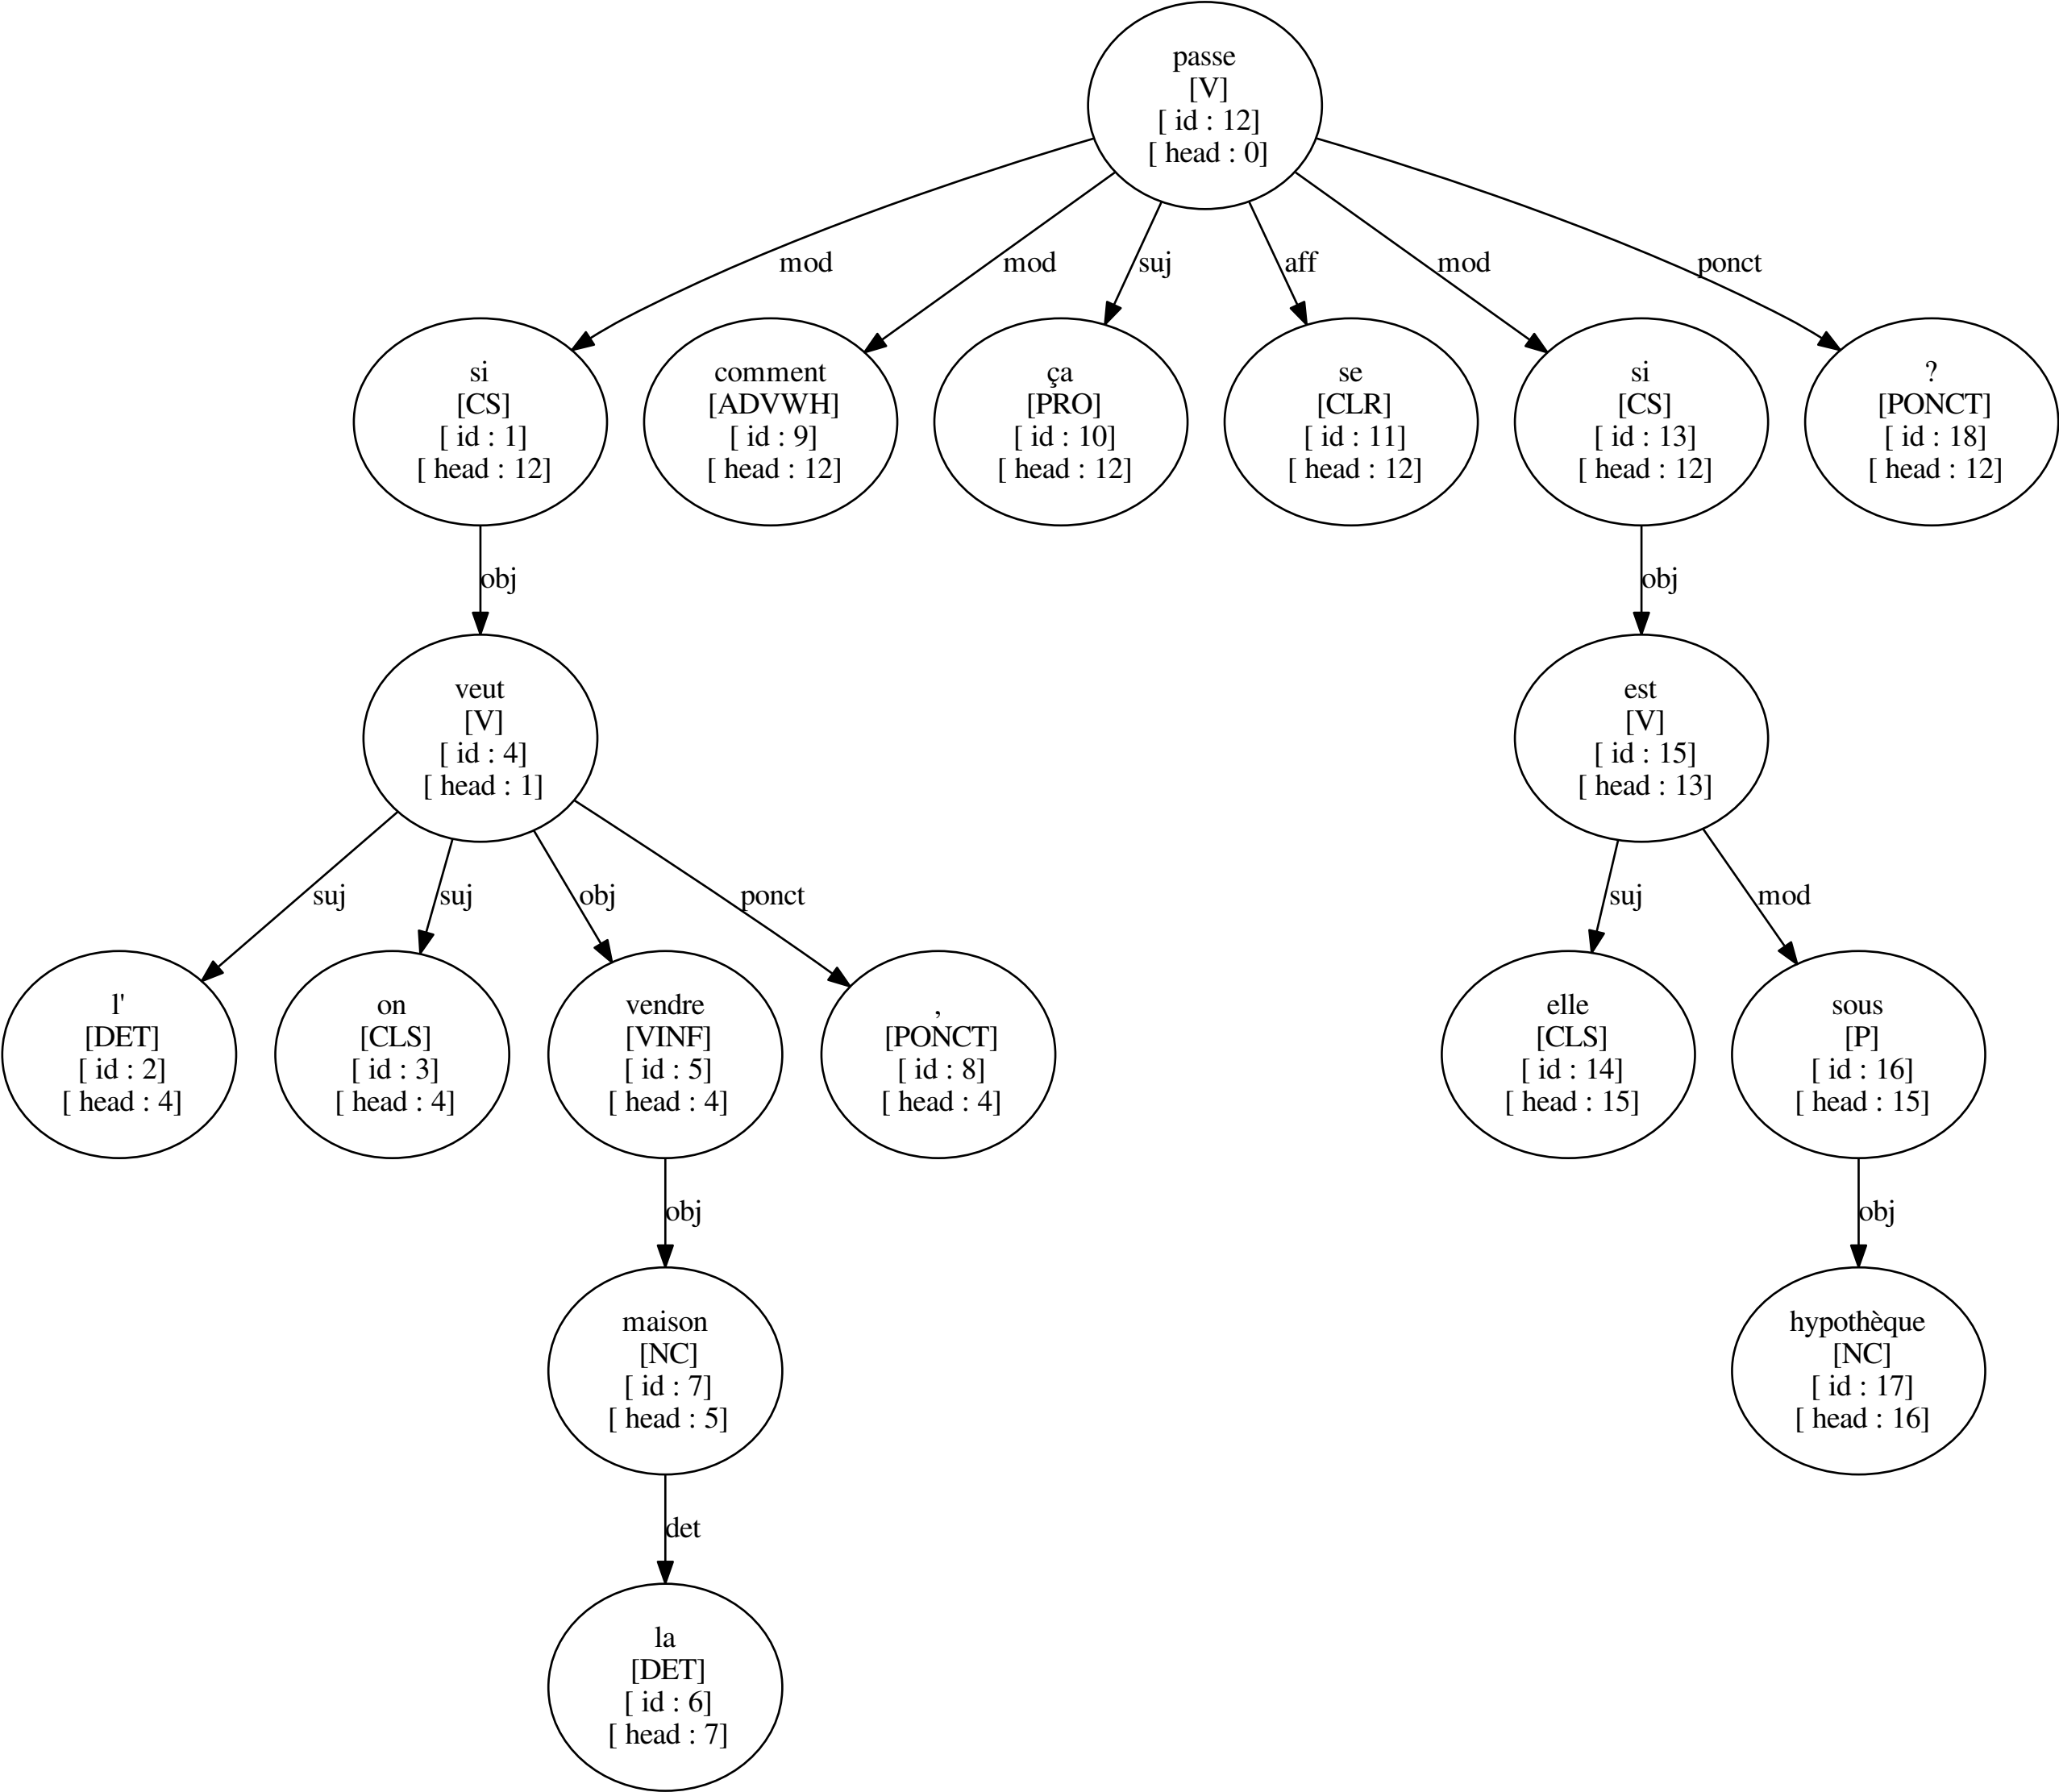 passe
[V]
[ id : 12]
[ head : 0]
mod
mod
suj
aff
mod
ponct
si
[CS]
[ id : 1]
[ head : 12]
comment
[ADVWH]
[ id : 9]
[ head : 12]
ça
[PRO]
[ id : 10]
[ head : 12]
se
[CLR]
[ id : 11]
[ head : 12]
si
[CS]
[ id : 13]
[ head : 12]
?
[PONCT]
[ id : 18]
[ head : 12]
obj
obj
veut
[V]
[ id : 4]
[ head : 1]
est
[V]
[ id : 15]
[ head : 13]
suj
suj
obj
ponct
suj
mod
l'
[DET]
[ id : 2]
[ head : 4]
on
[CLS]
[ id : 3]
[ head : 4]
vendre
[VINF]
[ id : 5]
[ head : 4]
,
[PONCT]
[ id : 8]
[ head : 4]
elle
[CLS]
[ id : 14]
[ head : 15]
sous
[P]
[ id : 16]
[ head : 15]
obj
obj
maison
[NC]
[ id : 7]
[ head : 5]
hypothèque
[NC]
[ id : 17]
[ head : 16]
det
la
[DET]
[ id : 6]
[ head : 7]